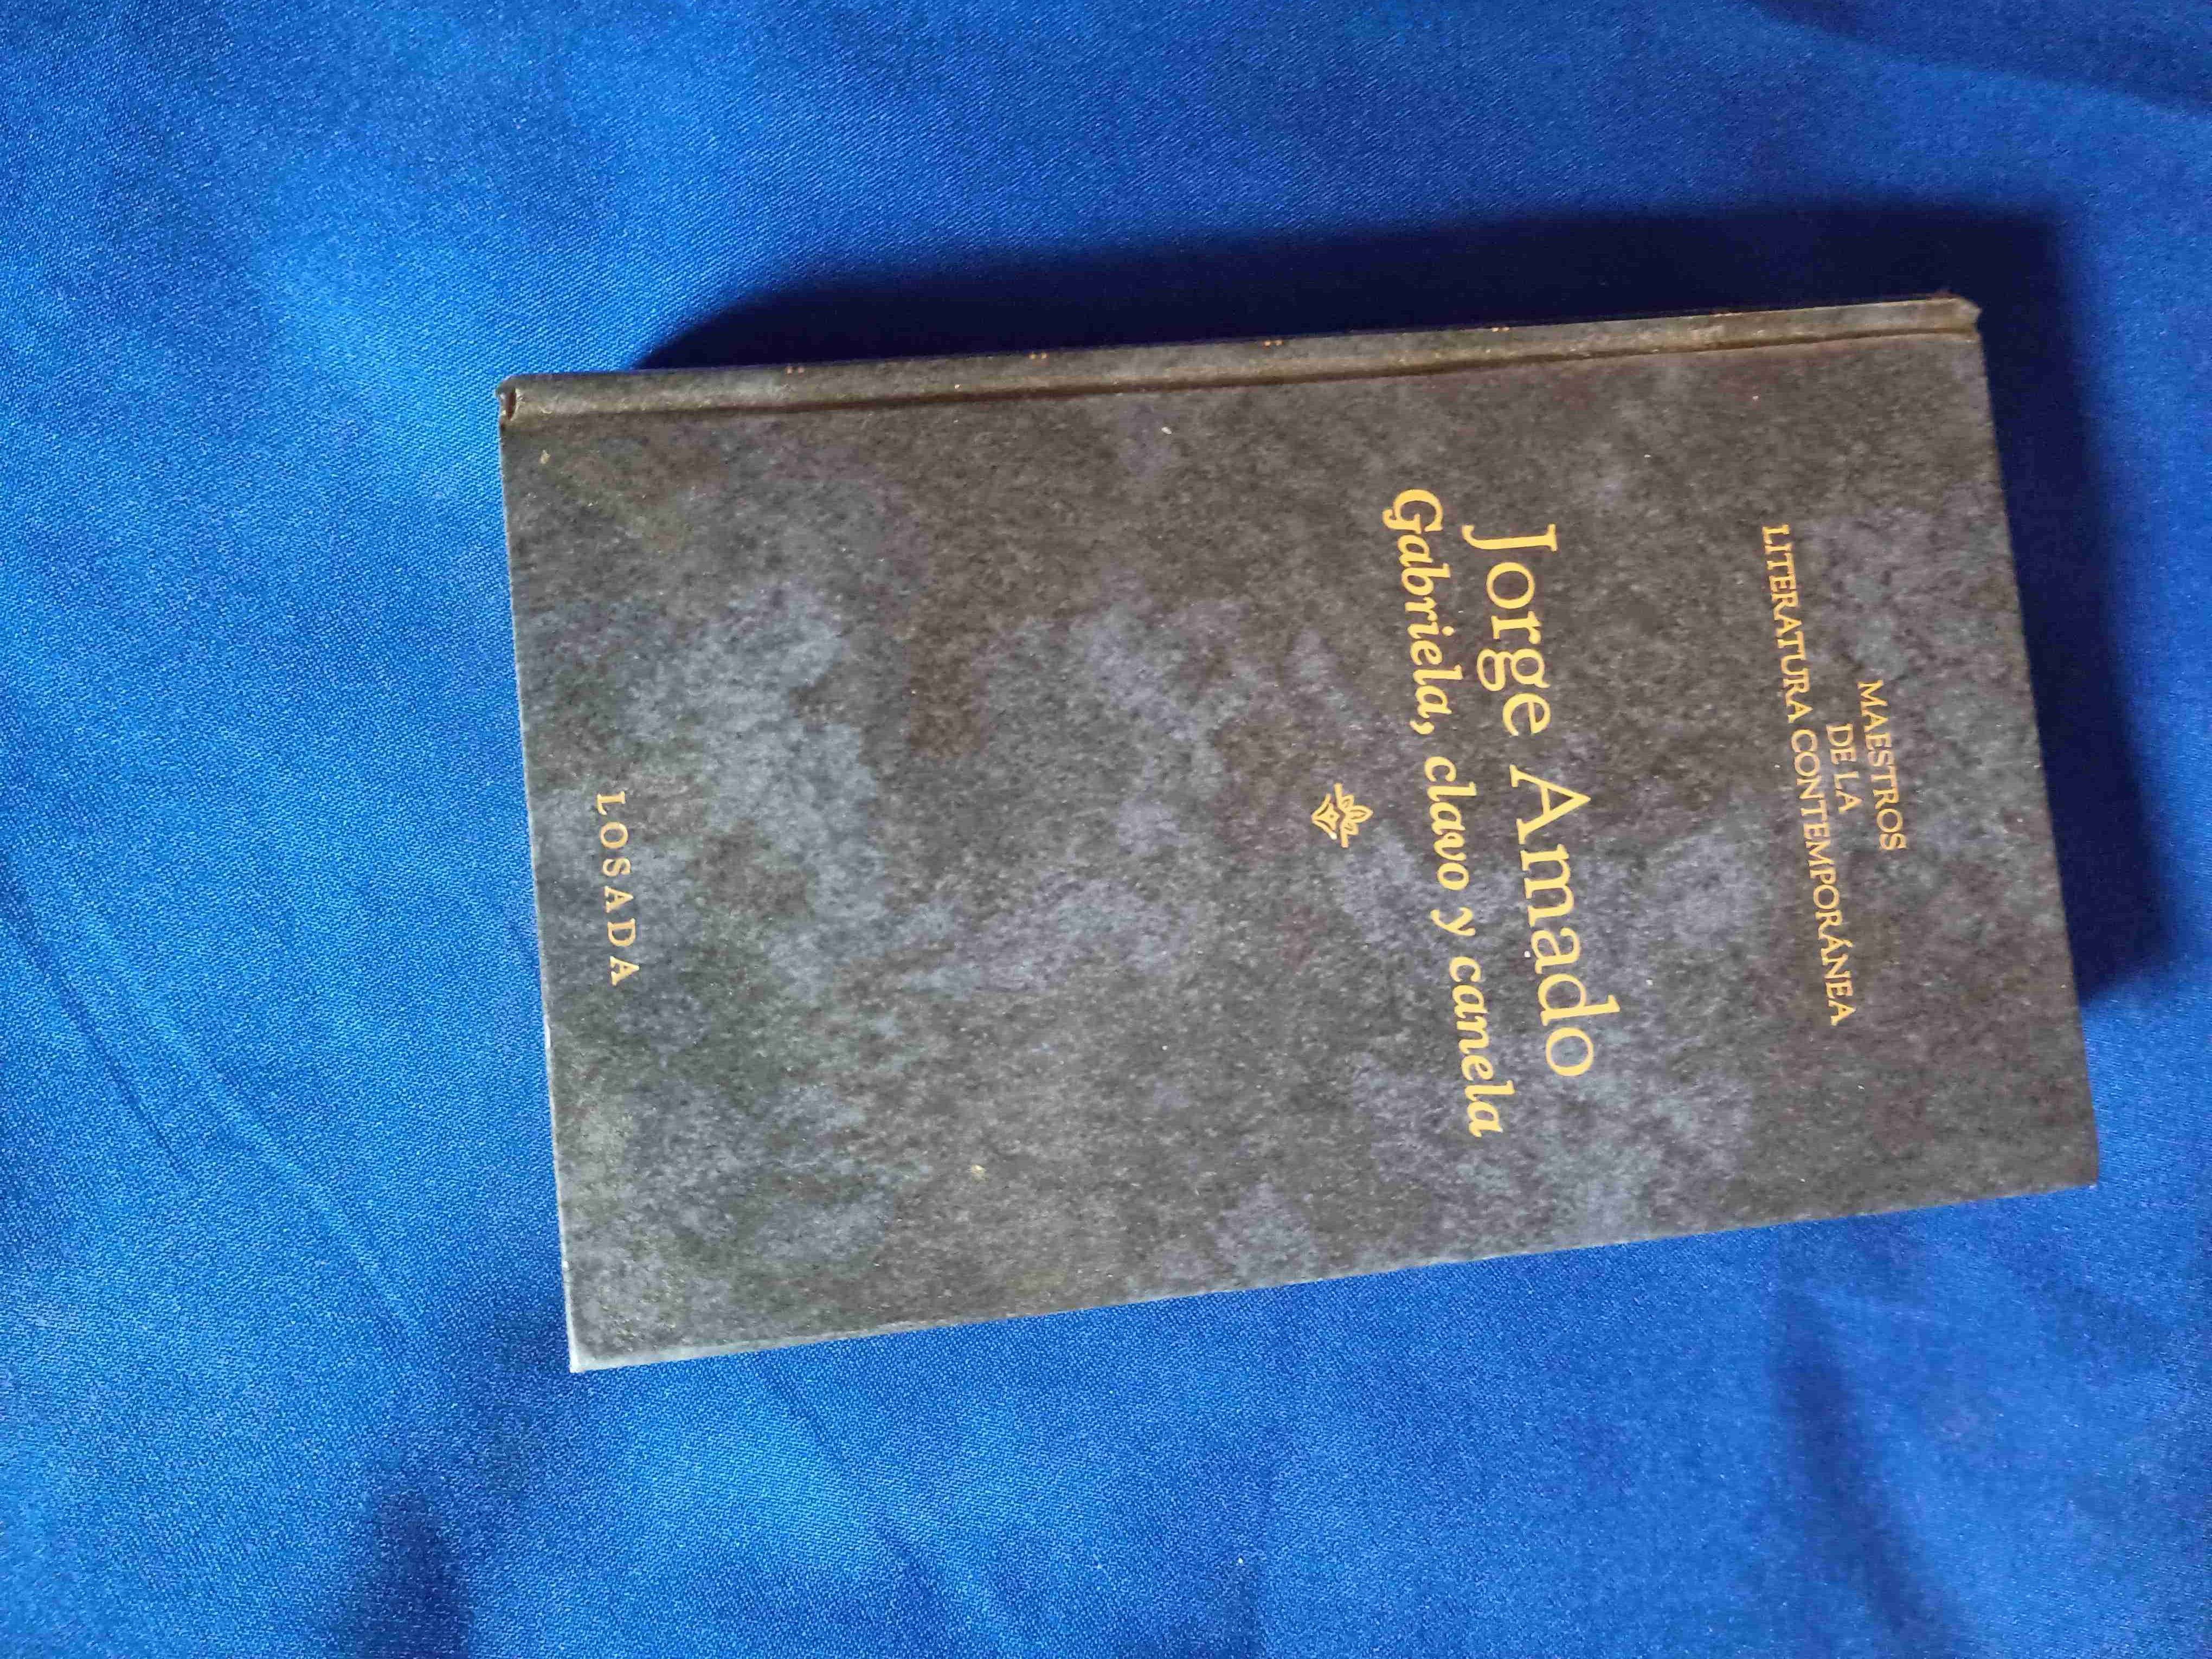 MAESTROS
DE LA
LITERATURA CONTEMPORÁNEA
Jorge Amado
Gabriela, clavo y canela
LOSADA